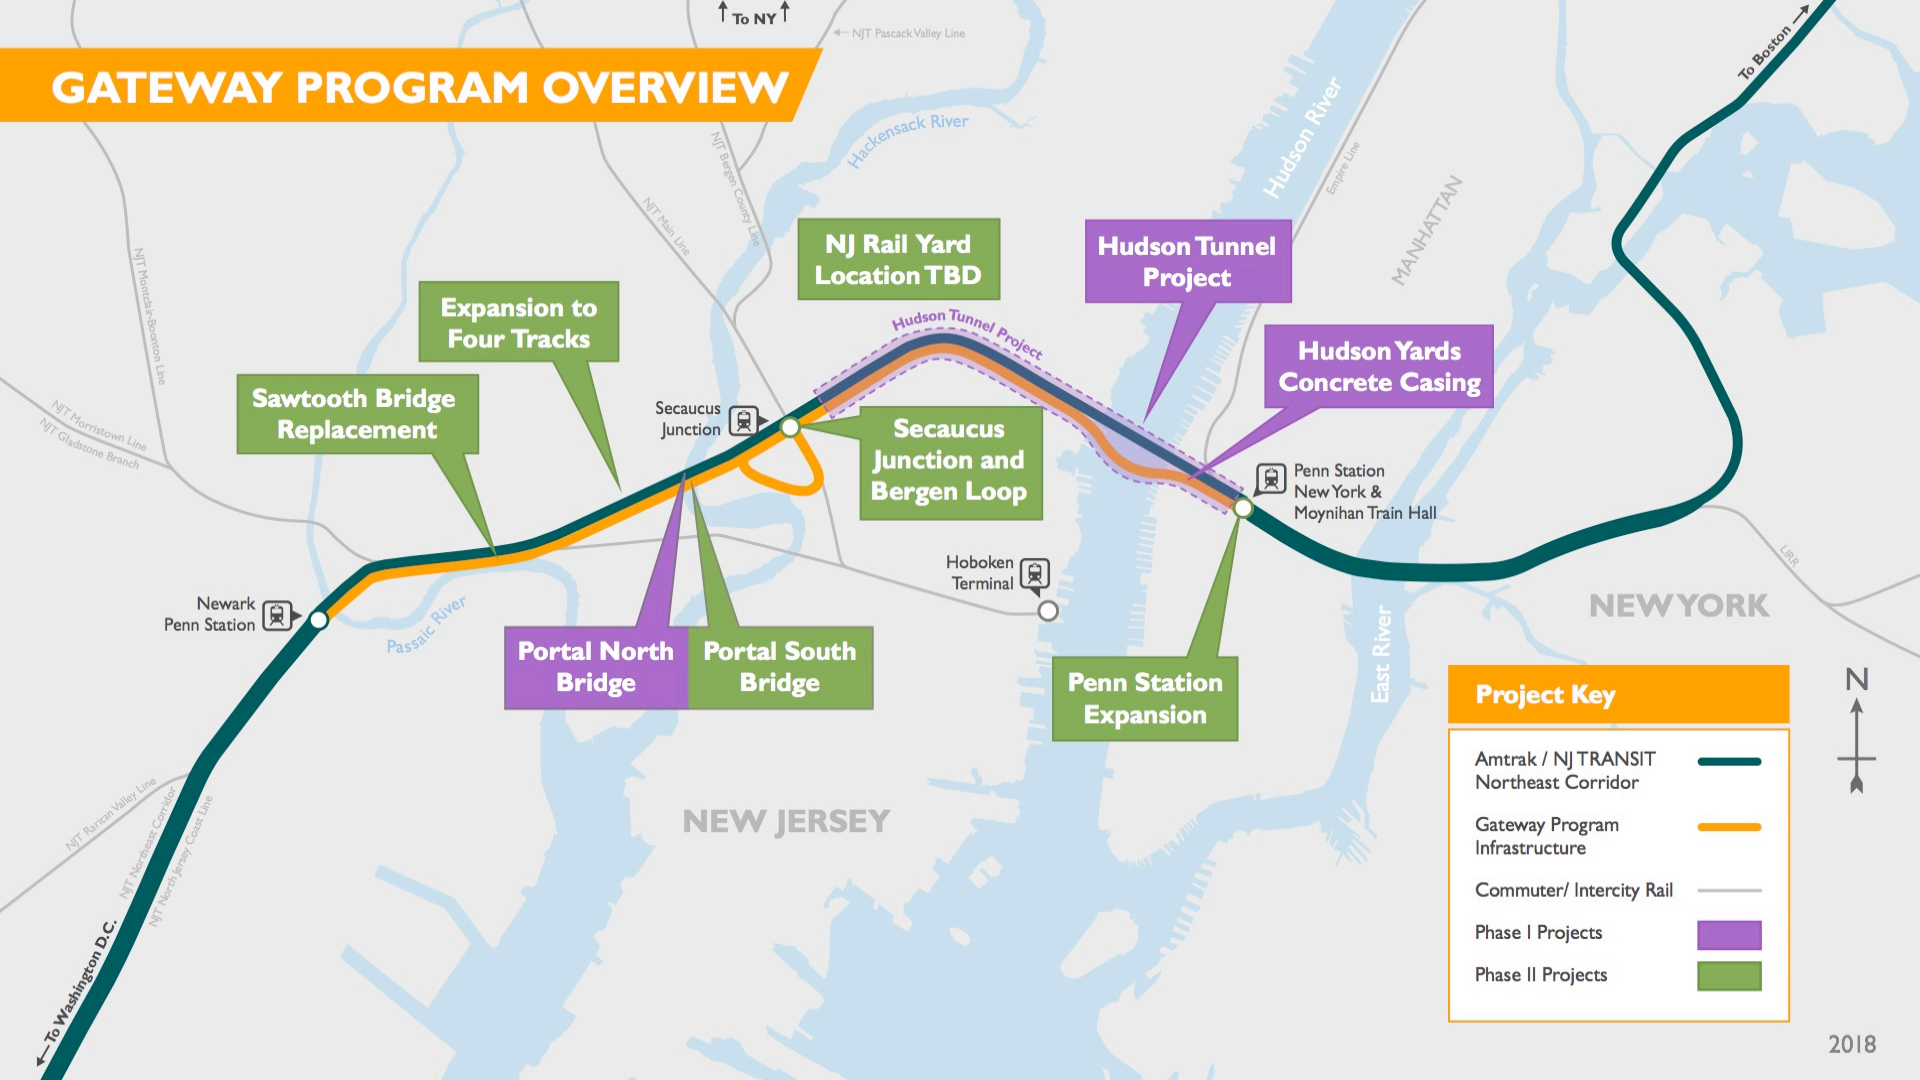 To NY
NJT Pascack Valley Line
To Boston
GATEWAY PROGRAM OVERVIEW
Hackensack River
Hudson River
NJT Bergen County Line
Empire Line
NJT Main Line
MANHATTAN
NJ Rail Yard
Location TBD
Hudson Tunnel
Project
NJT Montclair-Boonton Line
Expansion to
Four Tracks
Hudson Tunnel Project
Hudson Yards
Concrete Casing
Sawtooth Bridge
Replacement
NJT Morristown Line
NJT Gladstone Branch
Secaucus
Junction
Secaucus
Junction and
Bergen Loop
Penn Station
New York &
Moynihan Train Hall
LIRR
Hoboken
Terminal
Newark
Penn Station
Passaic River
NEW YORK
East River
Portal North
Bridge
Portal South
Bridge
Penn Station
Expansion
N
NJT Raritan Valley Line
NJT Northeast Corridor
NJT North Jersey Coast Line
NEW JERSEY
To Washington D.C.
Project Key
Amtrak / NJ TRANSIT
Northeast Corridor
Gateway Program
Infrastructure
Commuter/ Intercity Rail
Phase I Projects
Phase II Projects
2018